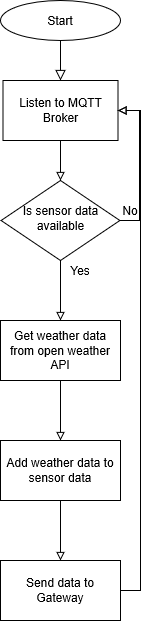 Start
Listen to MQTT
Broker
Is sensor data
available
No
Yes
Get weather data
from open weather
API
Add weather data to
sensor data
Send data to
Gateway